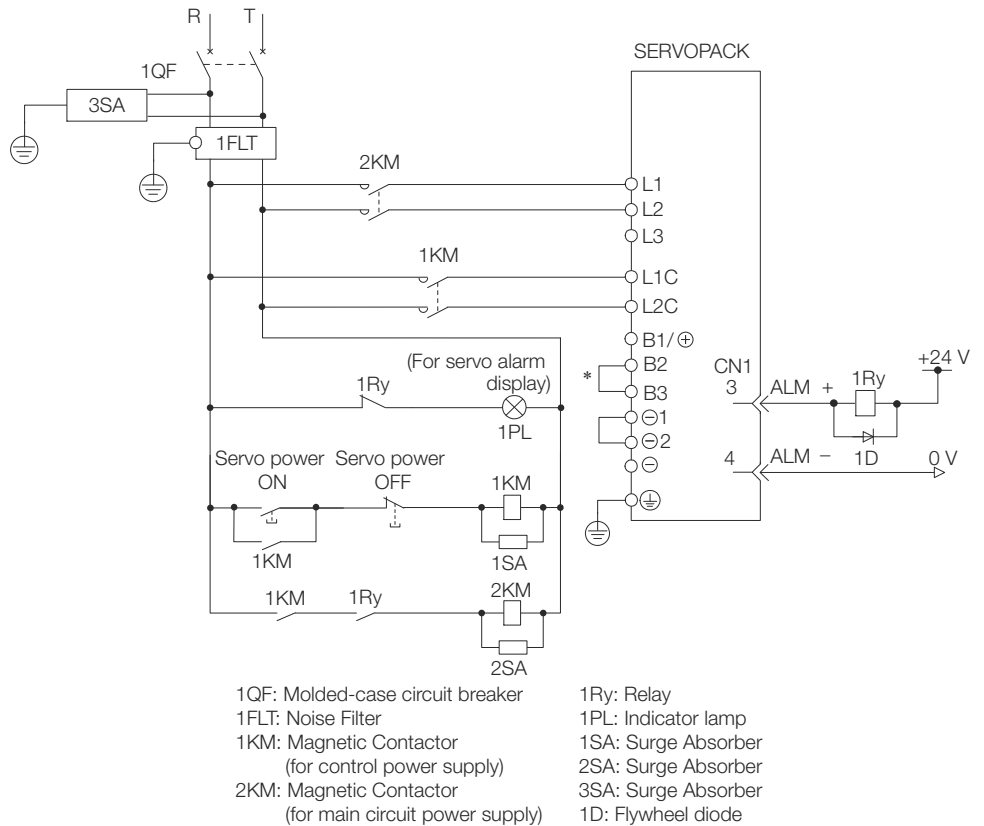 R T
SERVOPACK
1QF
3SA
1FLT
2KM
L1
L2
L3
1KM
L1C
L2C
B1/⊕
(For servo alarm
display)
1Ry
1PL
*
B2
B3
⊖1
⊖2
⊖
CN1
3 ALM + 1Ry +24 V
1D
4 ALM − 0 V
Servo power
ON
Servo power
OFF
1KM
1KM
1SA
1KM 1Ry 2KM
2SA
1QF: Molded-case circuit breaker
1FLT: Noise Filter
1KM: Magnetic Contactor
(for control power supply)
2KM: Magnetic Contactor
(for main circuit power supply)
1Ry: Relay
1PL: Indicator lamp
1SA: Surge Absorber
2SA: Surge Absorber
3SA: Surge Absorber
1D: Flywheel diode